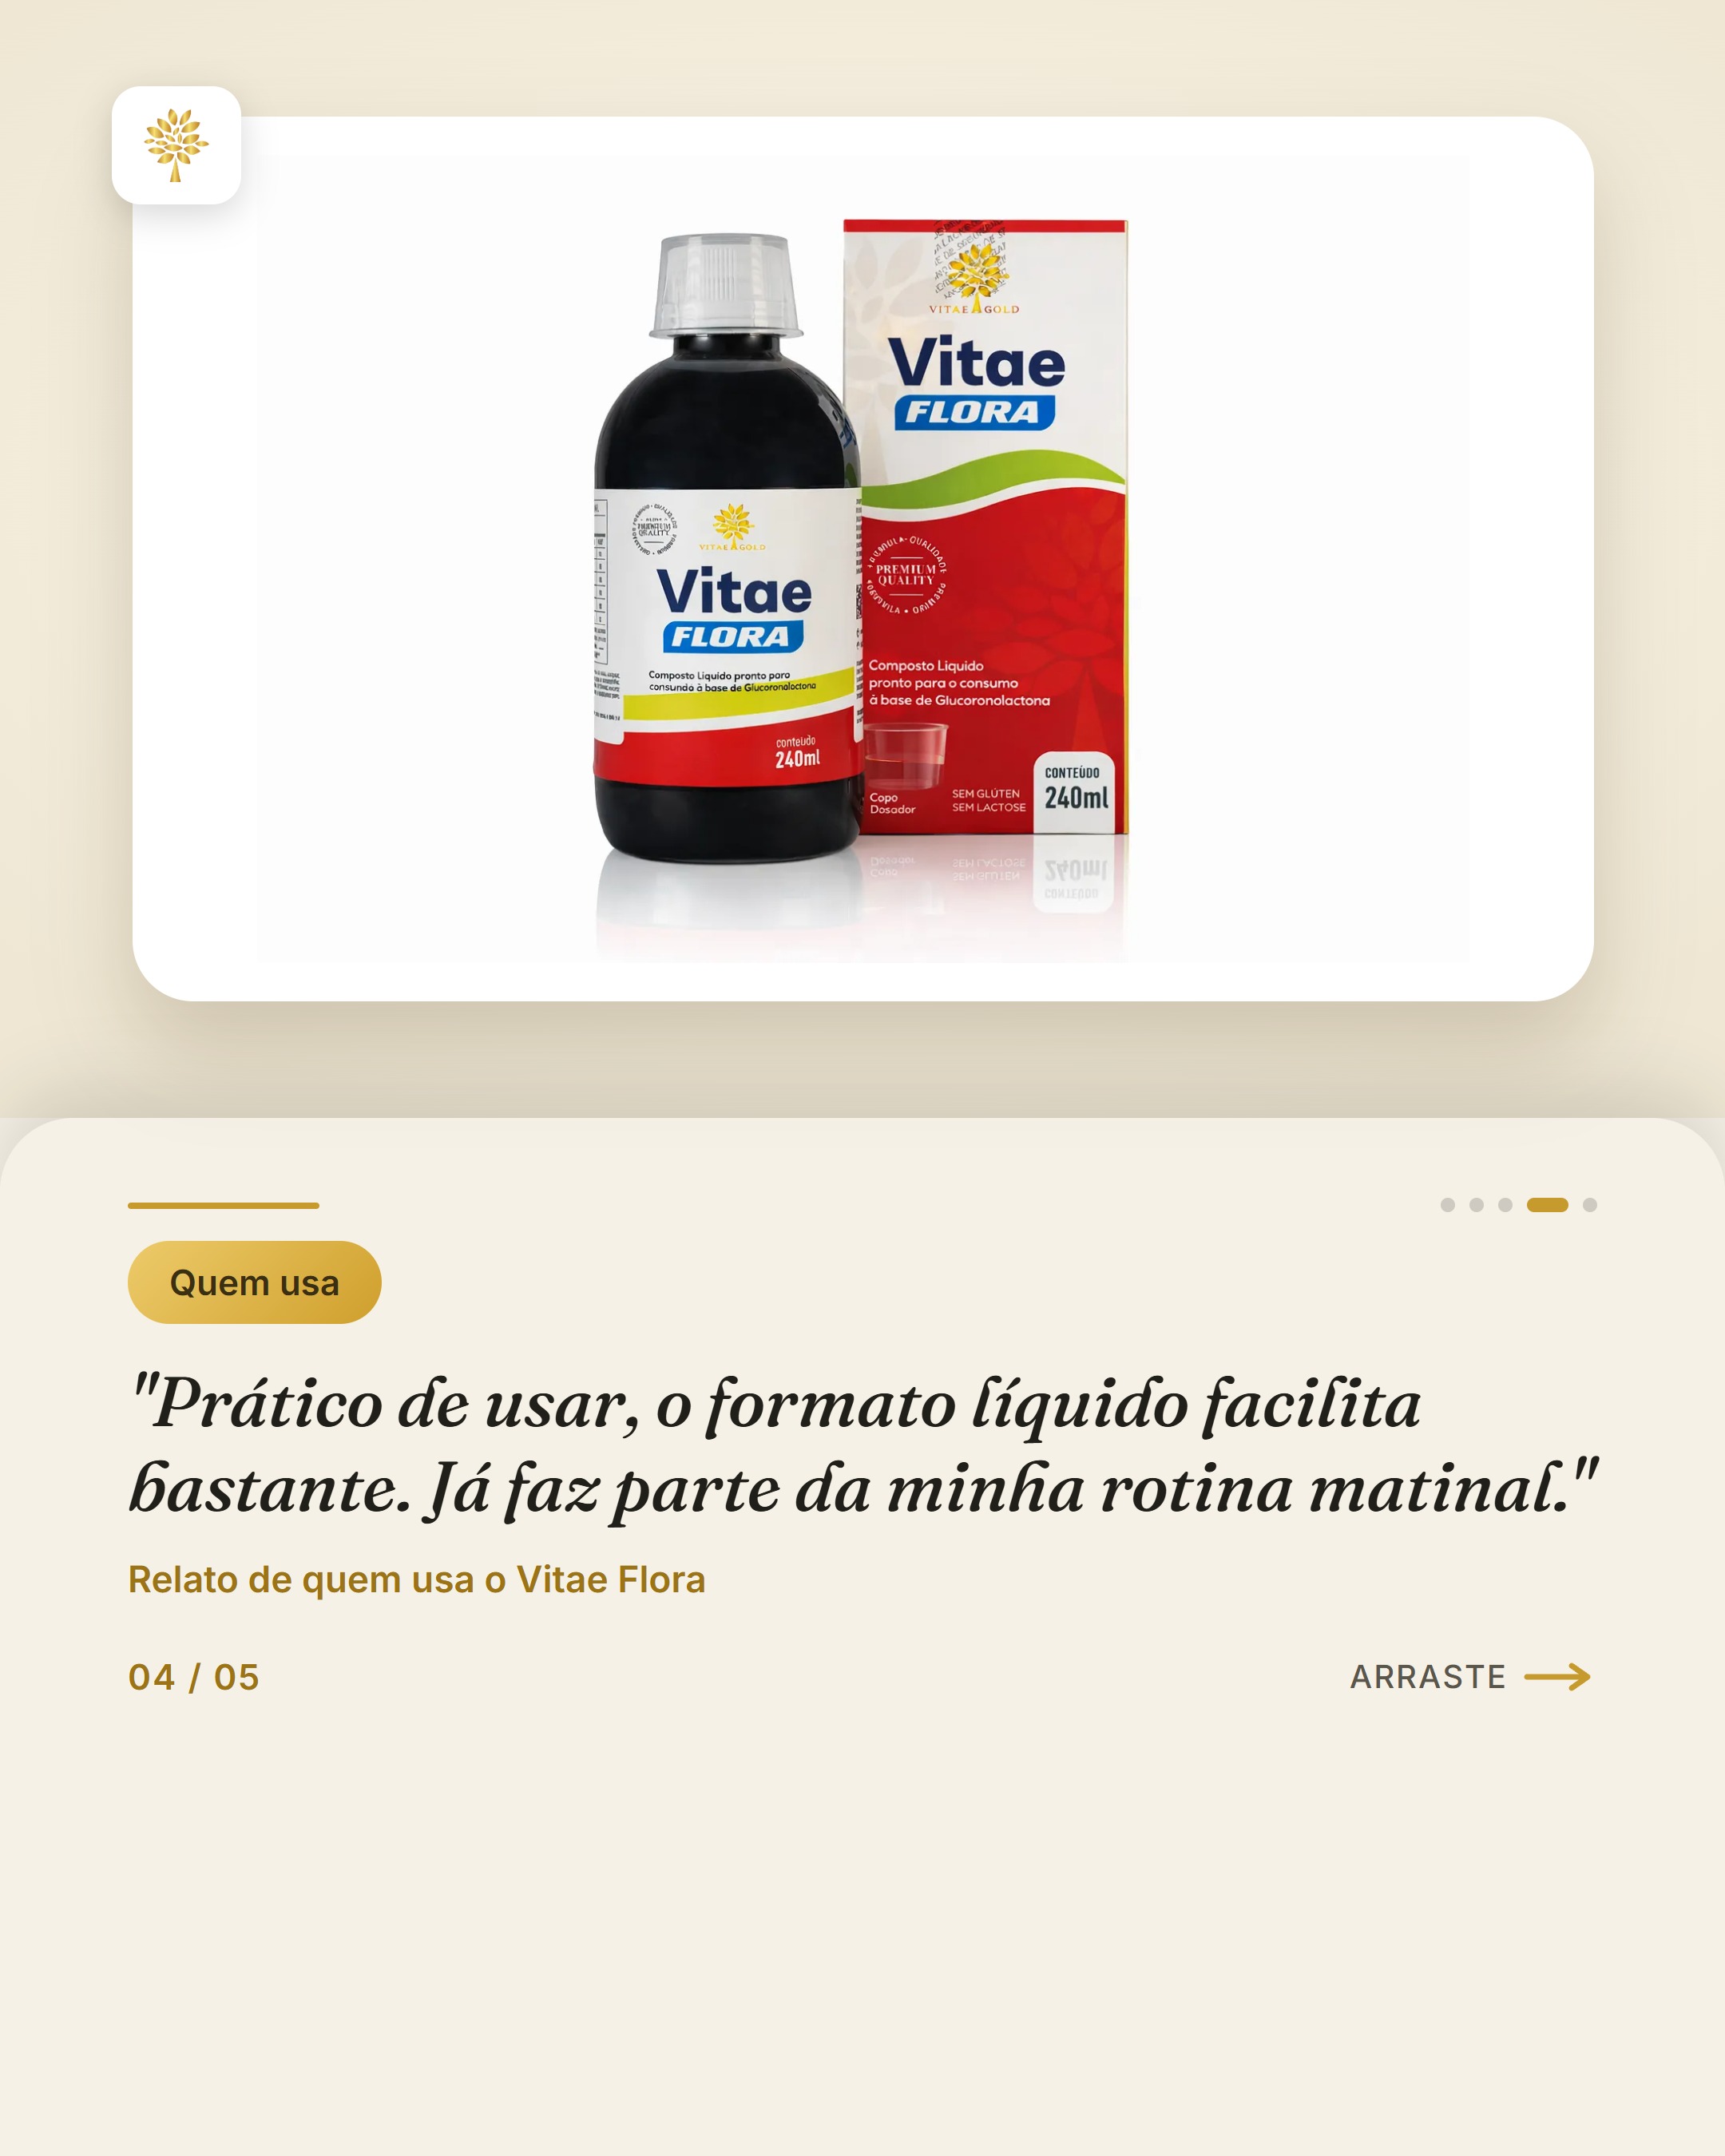 VITAE GOLD
Vitae
FLORA
PREMIUM
QUALITY
Composto Liquido
pronto para o consumo
à base de Glucoronolactona
Copo
Dosador
SEM GLÚTEN
SEM LACTOSE
CONTEÚDO
240ml
QUALITY
VITAE GOLD
Vitae
FLORA
Composto Liquido pronto para
consundo à base de Glucoronalactona
conteúdo
240ml
Quem usa
"Prático de usar, o formato líquido facilita
bastante. Já faz parte da minha rotina matinal."
Relato de quem usa o Vitae Flora
04 / 05
ARRASTE